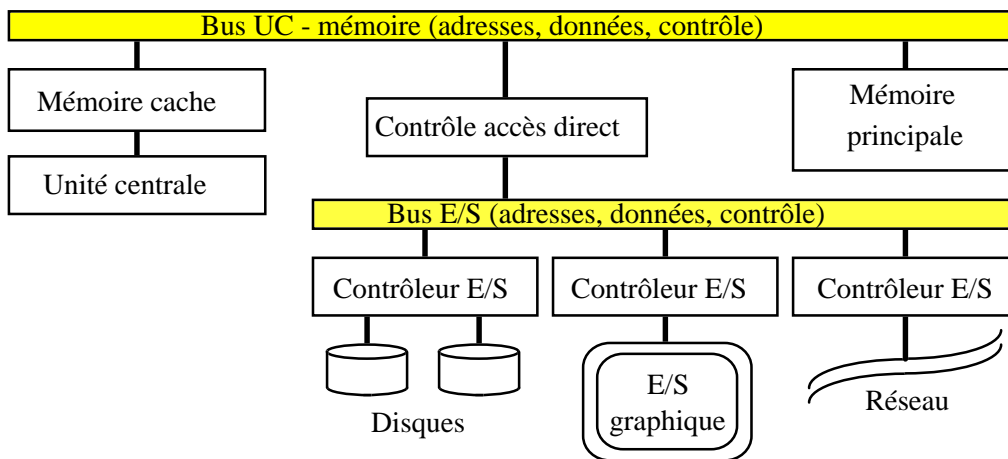 Bus UC - mémoire (adresses, données, contrôle)
Mémoire cache
Unité centrale
Contrôle accès direct
Mémoire
principale
Bus E/S (adresses, données, contrôle)
Contrôleur E/S
Contrôleur E/S
Contrôleur E/S
Disques
E/S
graphique
Réseau